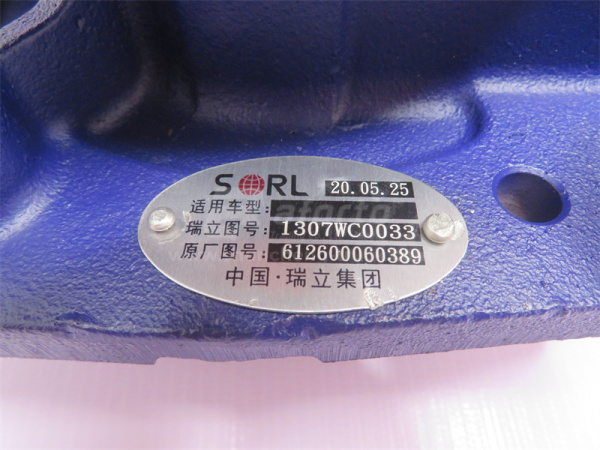 SORL 20.05.25
适用车型:
瑞立图号: 1307WC0033
原厂图号: 612600060389
中国·瑞立集团